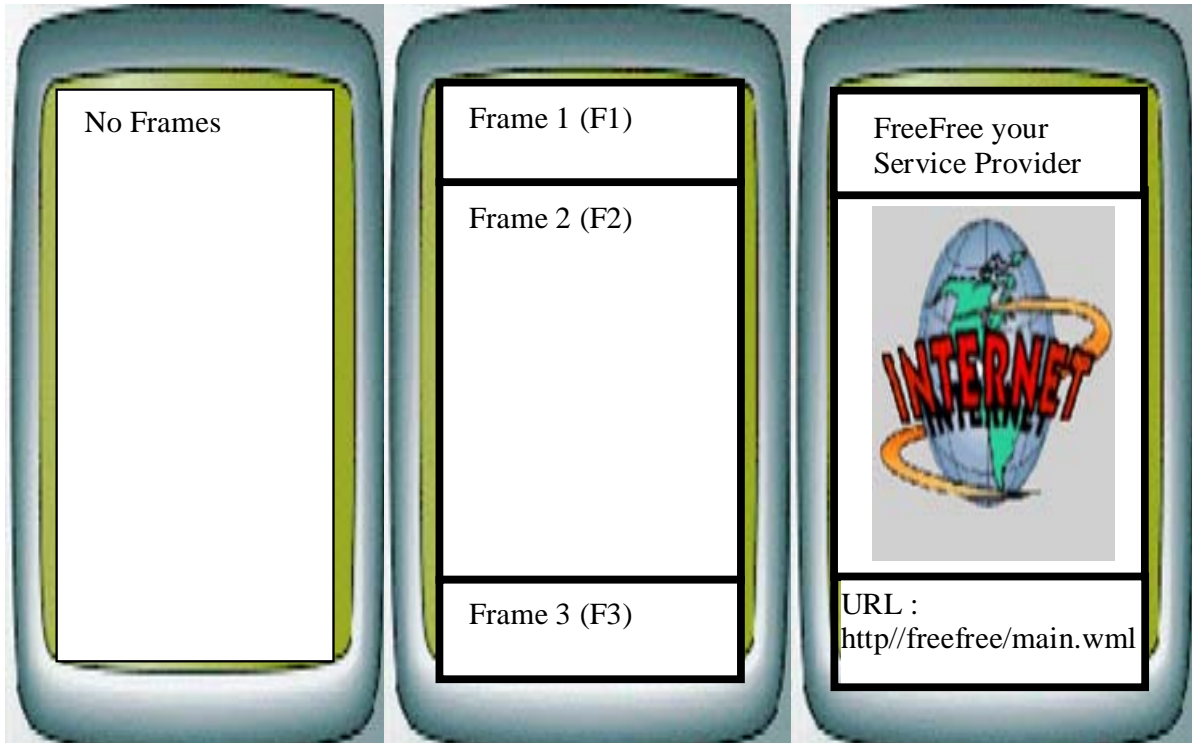 No Frames
Frame 1 (F1)
Frame 2 (F2)
Frame 3 (F3)
FreeFree your
Service Provider
INTERNET
INTERNET
URL :
http//freefree/main.wml